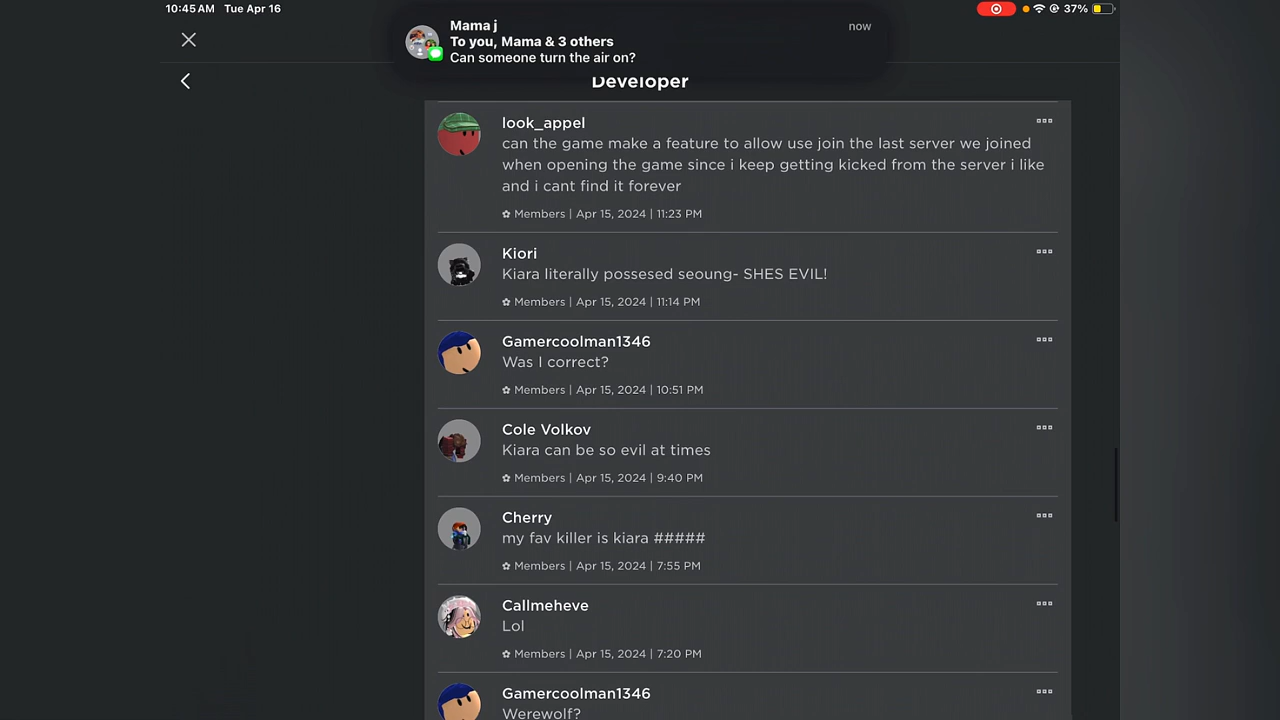 10:45 AM Tue Apr 16
37%
Mama j
now
To you, Mama & 3 others
Can someone turn the air on?
Developer
look_appel
can the game make a feature to allow use join the last server we joined
when opening the game since i keep getting kicked from the server i like
and i cant find it forever
Members | Apr 15, 2024 | 11:23 PM
Kiori
Kiara literally possesed seoung- SHES EVIL!
Members | Apr 15, 2024 | 11:14 PM
Gamercoolman1346
Was I correct?
Members | Apr 15, 2024 | 10:51 PM
Cole Volkov
Kiara can be so evil at times
Members | Apr 15, 2024 | 9:40 PM
Cherry
my fav killer is kiara #####
Members | Apr 15, 2024 | 7:55 PM
Callmeheve
Lol
Members | Apr 15, 2024 | 7:20 PM
Gamercoolman1346
Werewolf?